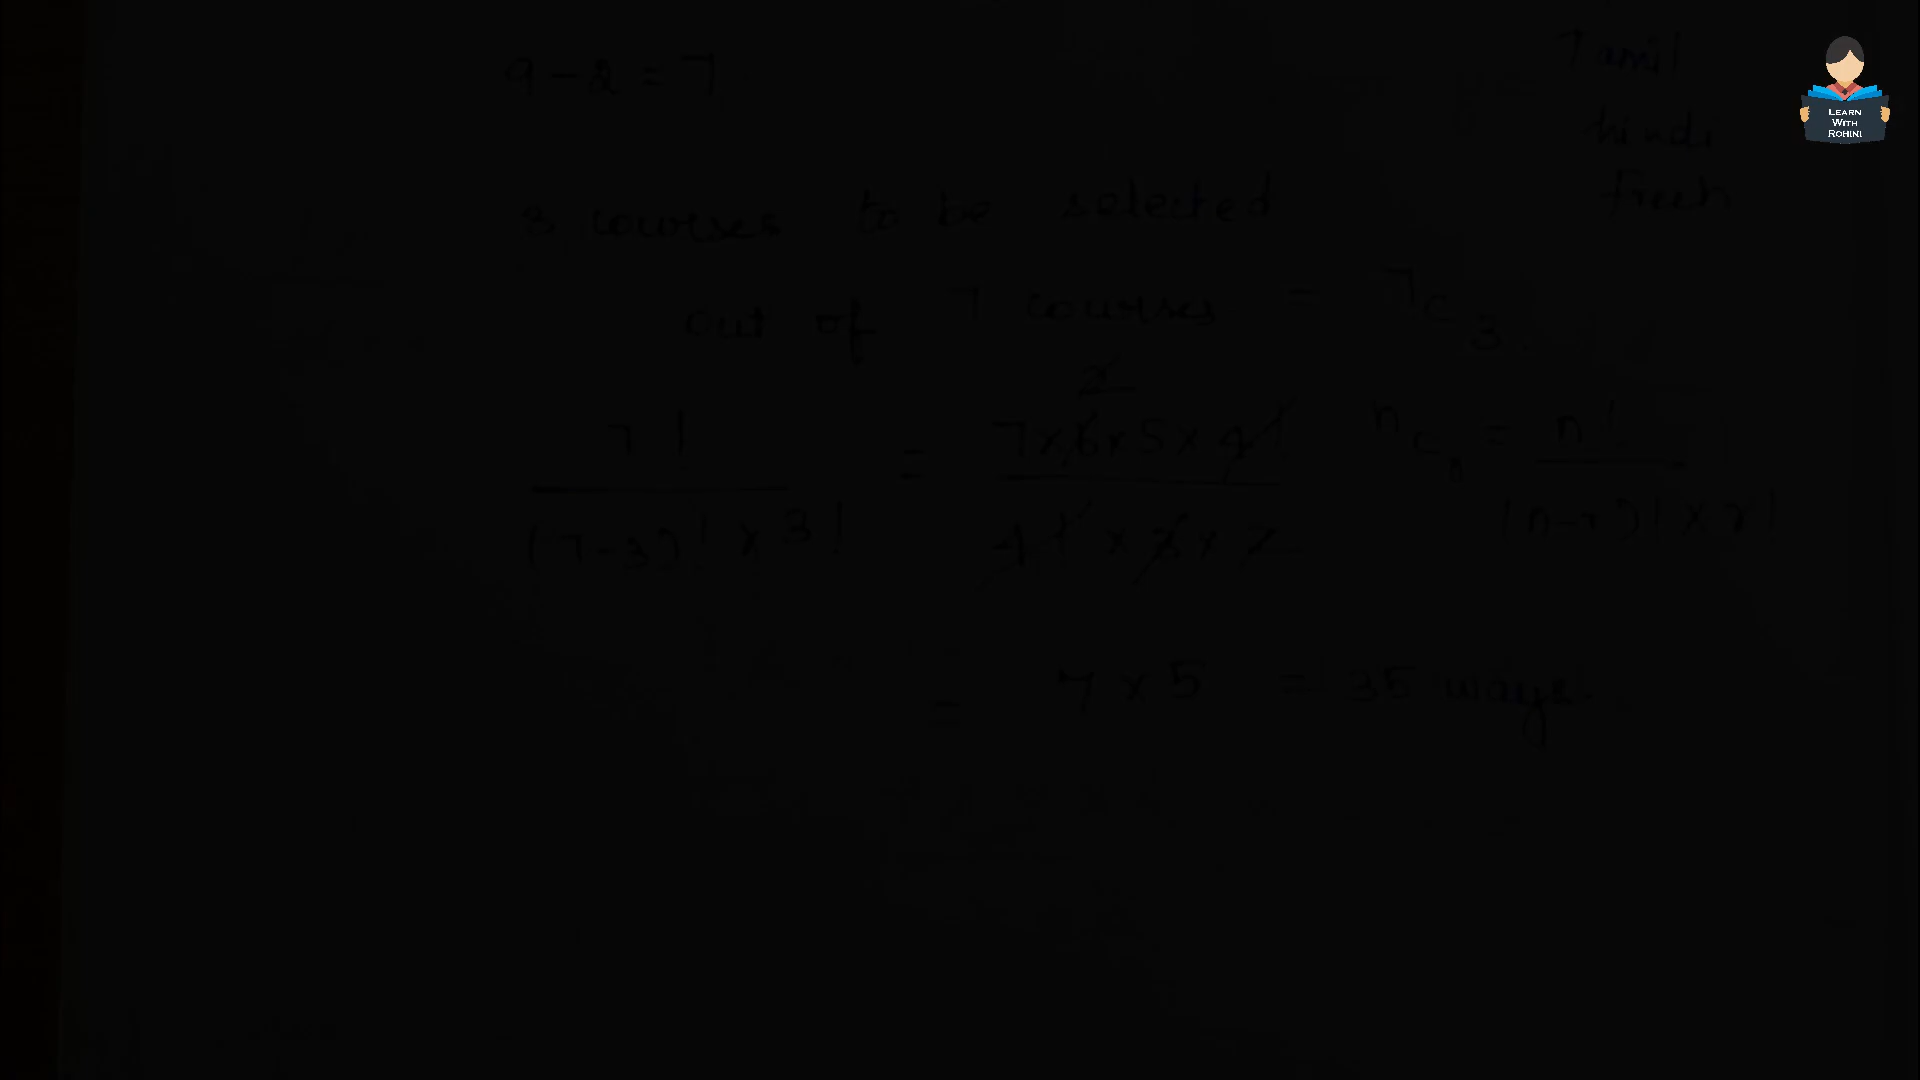 9 - 2 = 7
Tamil
hindi
3 courses to be selected
out of 7 courses = 7C3
7! / (7-3)! × 3! = 7×6×5×4! / 4! × 3 × 2
2
nCr = n! / (n-r)! × r!
= 7 × 5 = 35 ways
LEARN
WITH
ROHINI